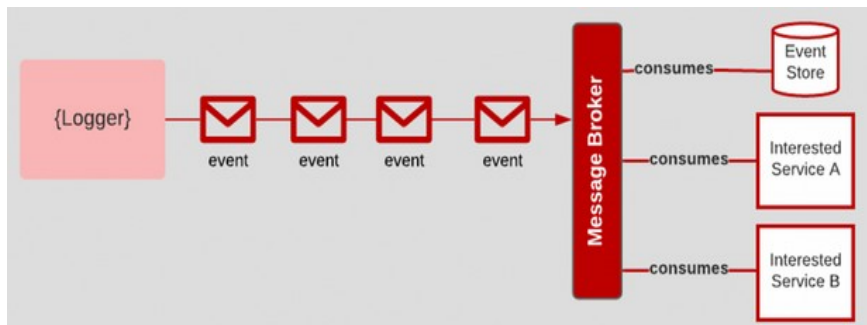 {Logger}
event
event
event
event
Message Broker
consumes
Event
Store
consumes
Interested
Service A
consumes
Interested
Service B